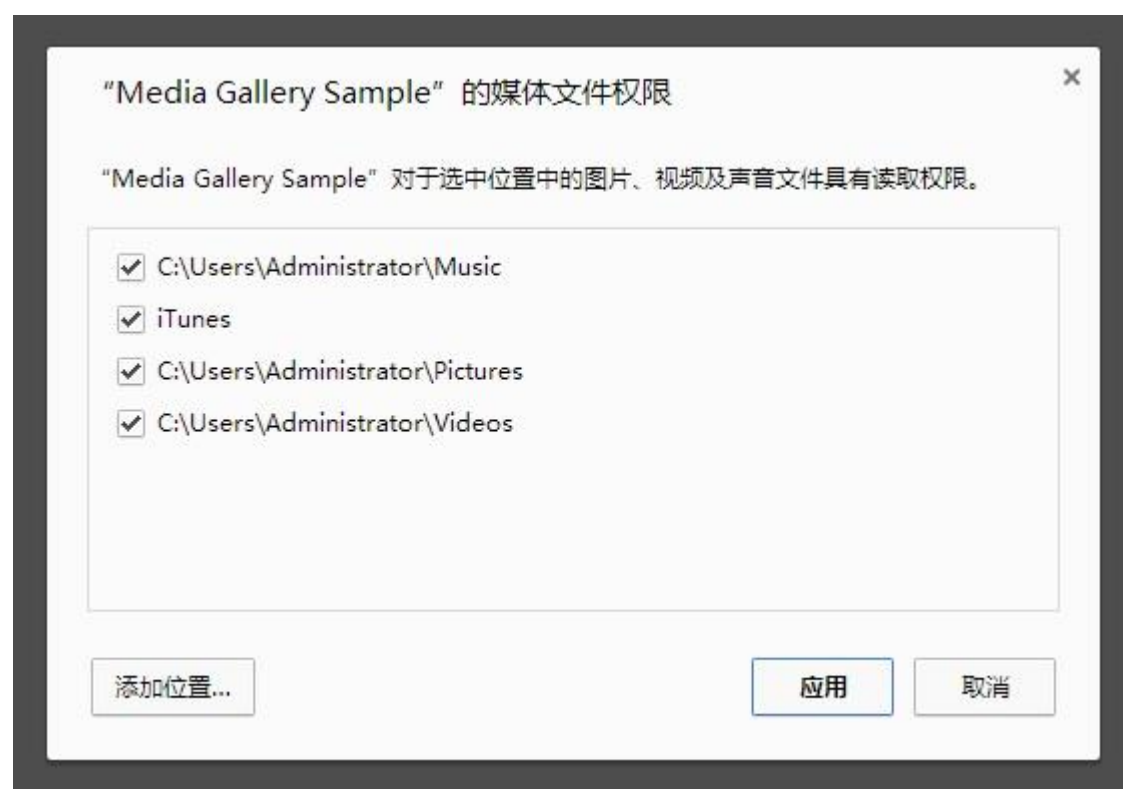 “Media Gallery Sample” 的媒体文件权限
“Media Gallery Sample” 对于选中位置中的图片、视频及声音文件具有读取权限。
C:\Users\Administrator\Music
iTunes
C:\Users\Administrator\Pictures
C:\Users\Administrator\Videos
添加位置... 应用 取消